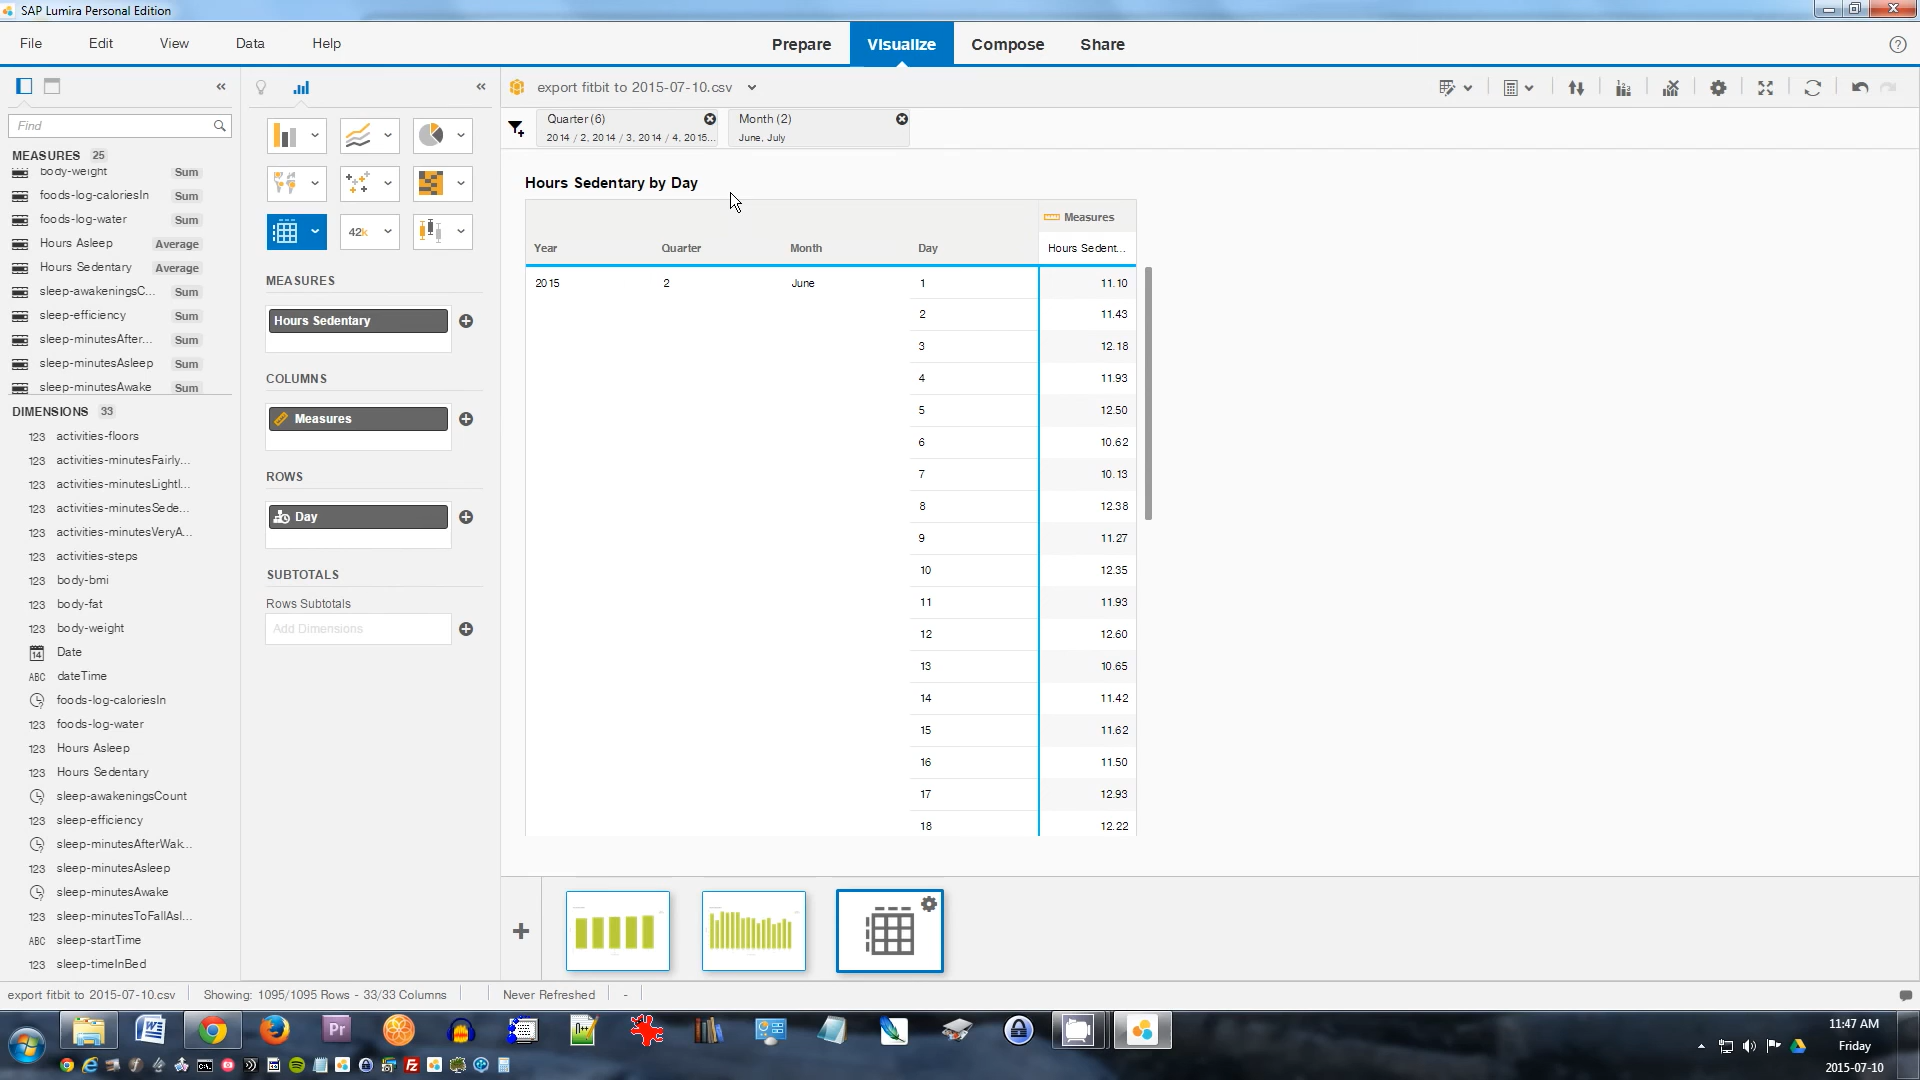 SAP Lumira Personal Edition
File Edit View Data Help
Prepare Visualize Compose Share
export fitbit to 2015-07-10.csv
Find
Quarter (6)
2014 / 2, 2014 / 3, 2014 / 4, 2015...
Month (2)
June, July
MEASURES 25
body-weight Sum
foods-log-caloriesIn Sum
foods-log-water Sum
Hours Asleep Average
Hours Sedentary Average
sleep-awakeningsC... Sum
sleep-efficiency Sum
sleep-minutesAfter... Sum
sleep-minutesAsleep Sum
sleep-minutesAwake Sum
DIMENSIONS 33
123 activities-floors
123 activities-minutesFairly...
123 activities-minutesLightl...
123 activities-minutesSede...
123 activities-minutesVeryA...
123 activities-steps
123 body-bmi
123 body-fat
123 body-weight
14 Date
ABC dateTime
foods-log-caloriesIn
123 foods-log-water
123 Hours Asleep
123 Hours Sedentary
sleep-awakeningsCount
123 sleep-efficiency
sleep-minutesAfterWak...
123 sleep-minutesAsleep
sleep-minutesAwake
123 sleep-minutesToFallAsl...
ABC sleep-startTime
123 sleep-timeInBed
42k
MEASURES
Hours Sedentary
COLUMNS
Measures
ROWS
Day
SUBTOTALS
Rows Subtotals
Add Dimensions
Hours Sedentary by Day
Measures
Year Quarter Month Day Hours Sedent...
2015 2 June 1 11.10
2 11.43
3 12.18
4 11.93
5 12.50
6 10.62
7 10.13
8 12.38
9 11.27
10 12.35
11 11.93
12 12.60
13 10.65
14 11.42
15 11.62
16 11.50
17 12.93
18 12.22
export fitbit to 2015-07-10.csv
Showing: 1095/1095 Rows - 33/33 Columns
Never Refreshed
-
Pr
11:47 AM
Friday
2015-07-10